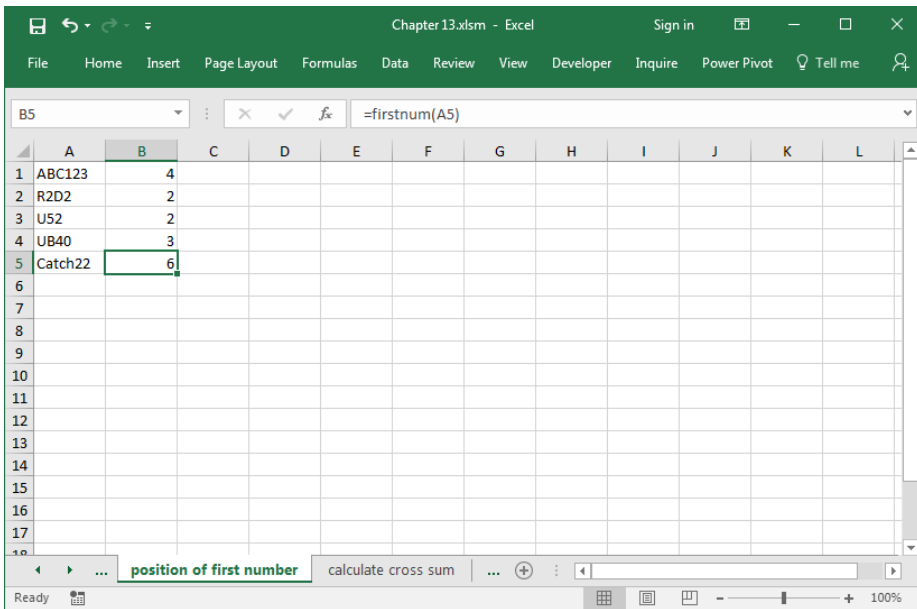 Chapter 13.xlsm - Excel Sign in
File Home Insert Page Layout Formulas Data Review View Developer Inquire Power Pivot Tell me
B5 fx =firstnum(A5)
A B C D E F G H I J K L
1 ABC123 4
2 R2D2 2
3 U52 2
4 UB40 3
5 Catch22 6
6
7
8
9
10
11
12
13
14
15
16
17
18
... position of first number calculate cross sum ...
Ready 100%